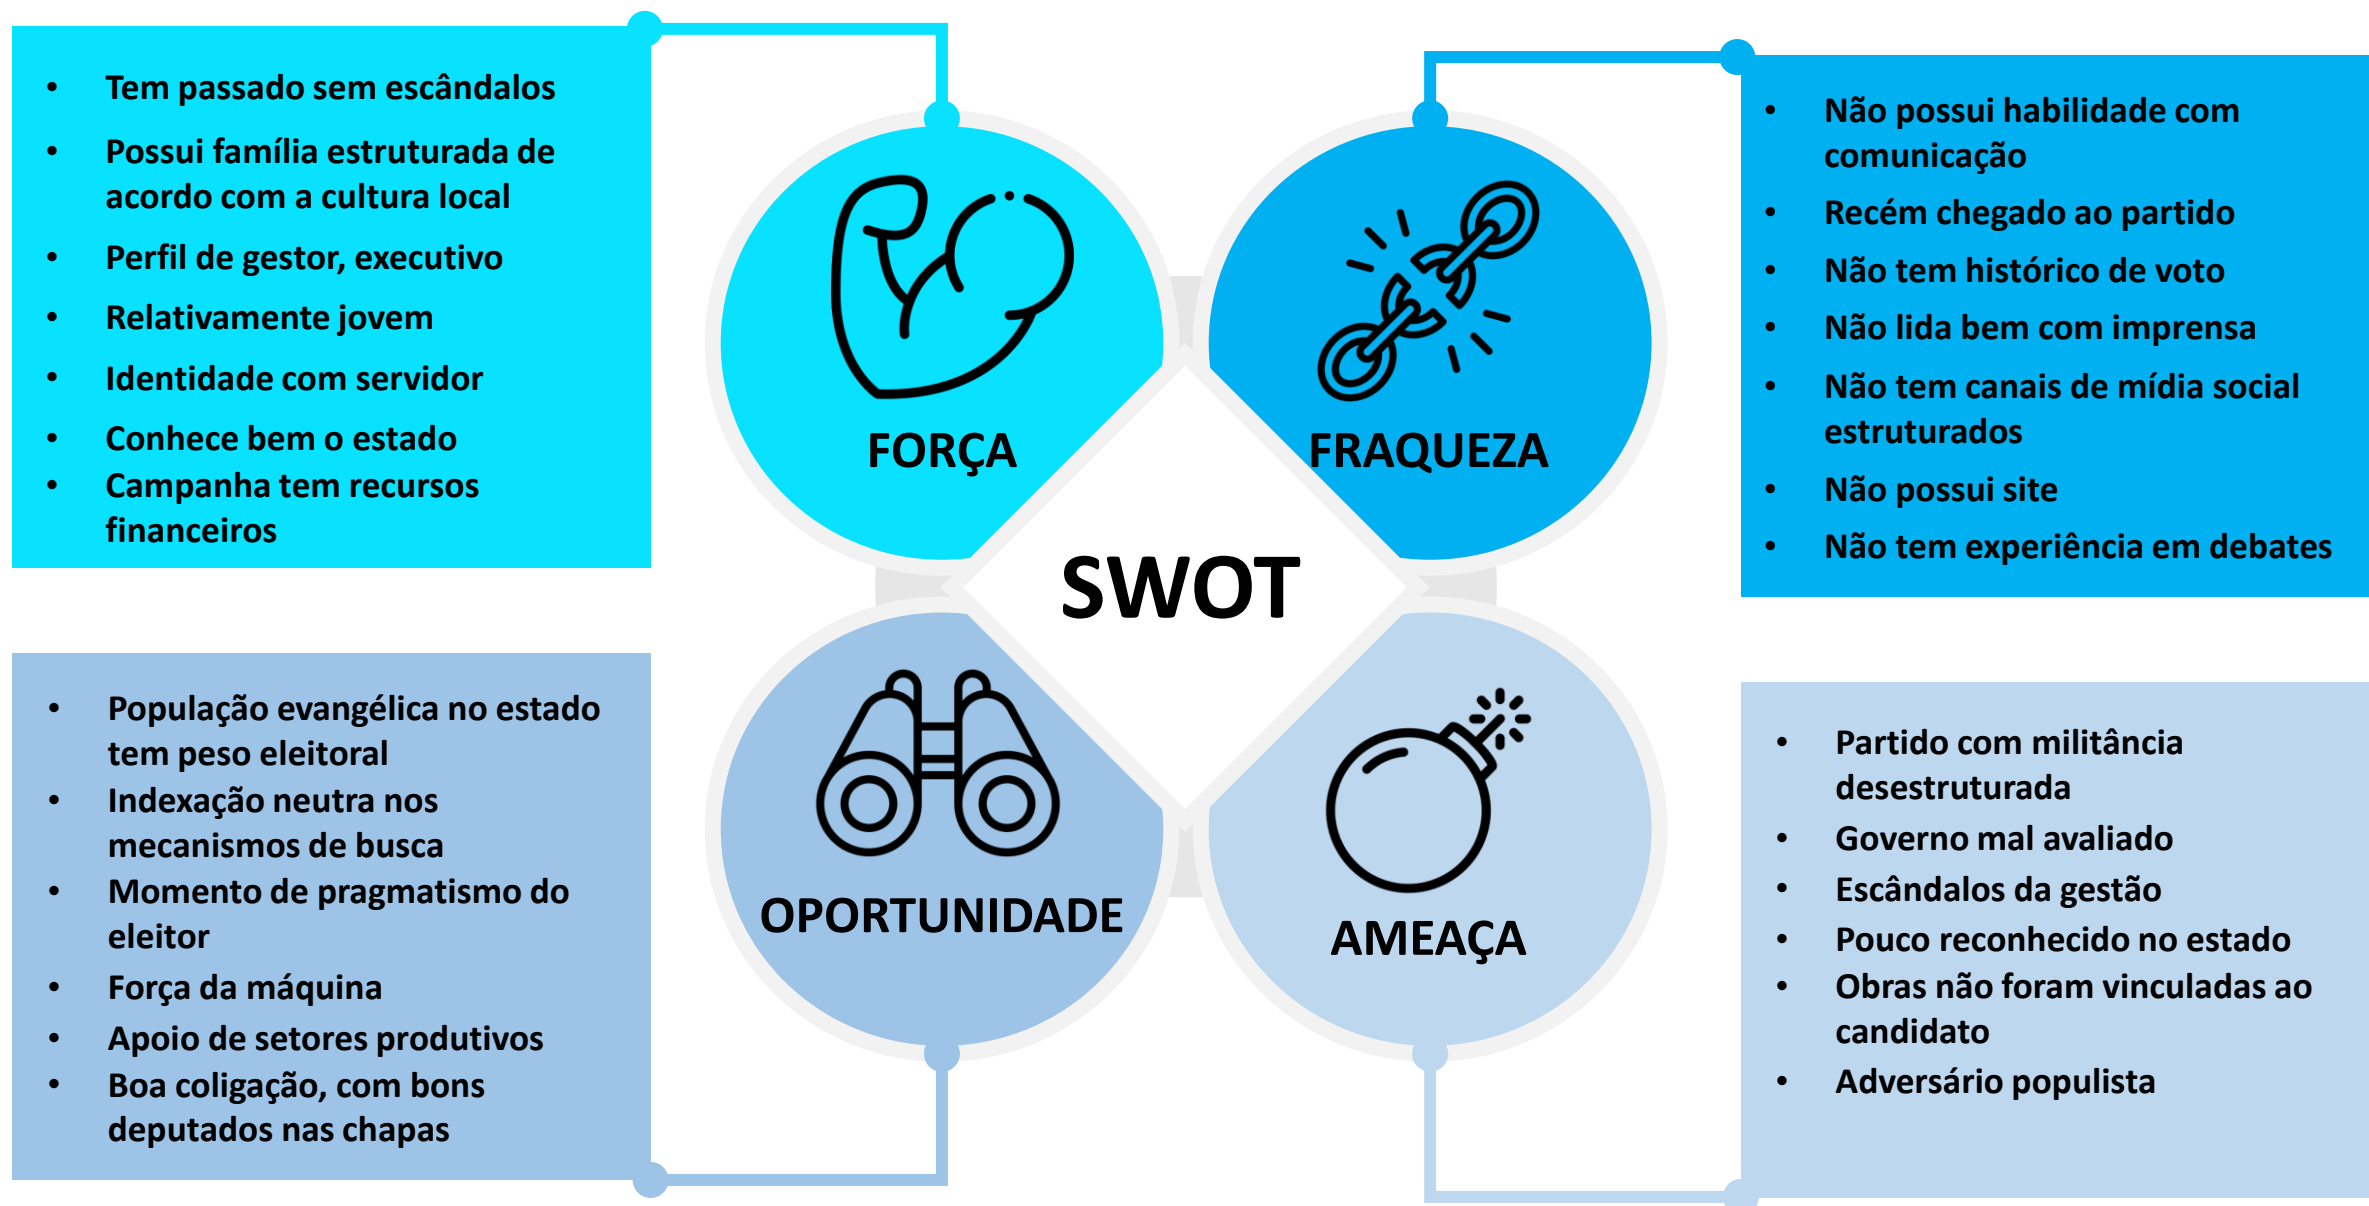 • Tem passado sem escândalos
• Possui família estruturada de
acordo com a cultura local
• Perfil de gestor, executivo
• Relativamente jovem
• Identidade com servidor
• Conhece bem o estado
• Campanha tem recursos
financeiros
FORÇA
FRAQUEZA
• Não possui habilidade com
comunicação
• Recém chegado ao partido
• Não tem histórico de voto
• Não lida bem com imprensa
• Não tem canais de mídia social
estruturados
• Não possui site
• Não tem experiência em debates
SWOT
• População evangélica no estado
tem peso eleitoral
• Indexação neutra nos
mecanismos de busca
• Momento de pragmatismo do
eleitor
• Força da máquina
• Apoio de setores produtivos
• Boa coligação, com bons
deputados nas chapas
OPORTUNIDADE
AMEAÇA
• Partido com militância
desestruturada
• Governo mal avaliado
• Escândalos da gestão
• Pouco reconhecido no estado
• Obras não foram vinculadas ao
candidato
• Adversário populista